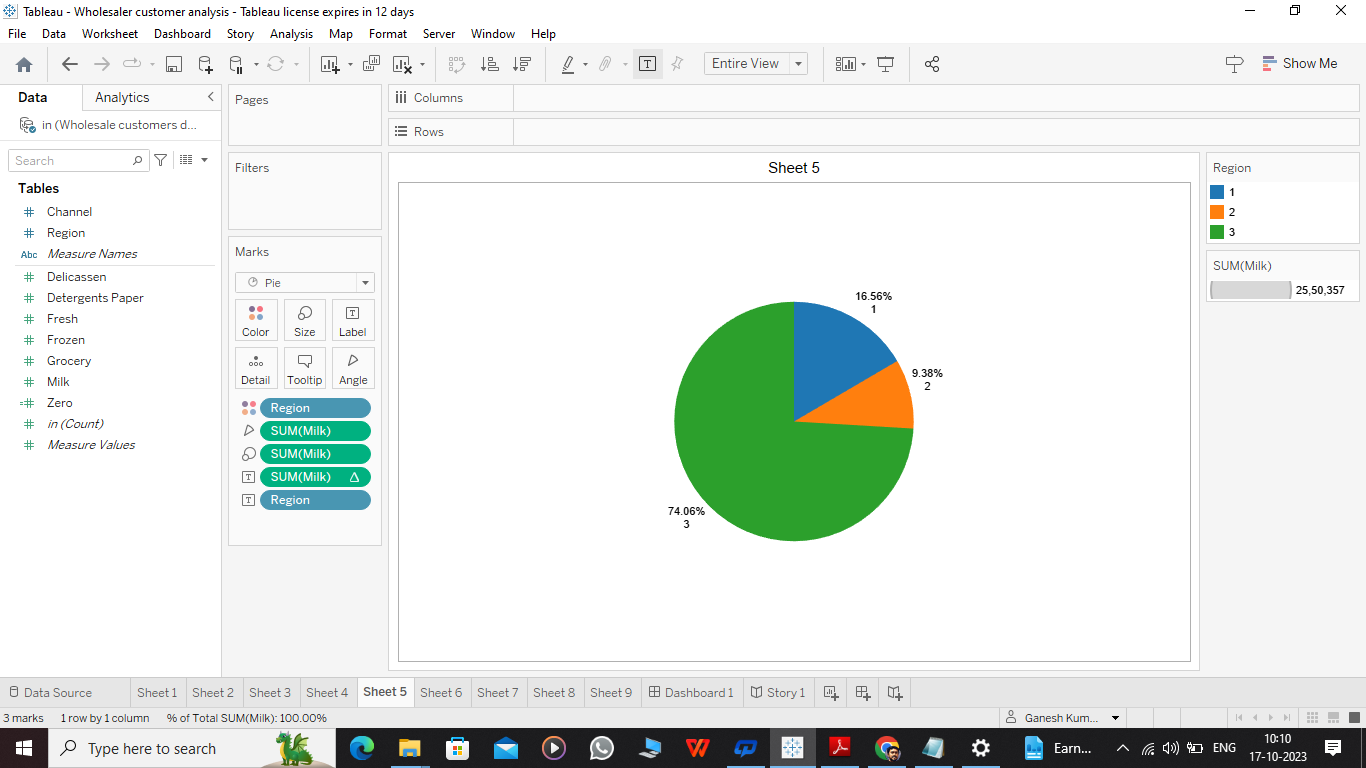 Tableau - Wholesaler customer analysis - Tableau license expires in 12 days
File Data Worksheet Dashboard Story Analysis Map Format Server Window Help
Entire View
Show Me
Data Analytics
in (Wholesale customers d...
Search
Tables
Channel
Region
Abc Measure Names
Delicassen
Detergents Paper
Fresh
Frozen
Grocery
Milk
Zero
in (Count)
Measure Values
Pages
Filters
Marks
Pie
Color Size Label
Detail Tooltip Angle
Region
SUM(Milk)
SUM(Milk)
SUM(Milk)
Region
Columns
Rows
Sheet 5
16.56%
1
9.38%
2
74.06%
3
Region
1
2
3
SUM(Milk)
25,50,357
Data Source Sheet 1 Sheet 2 Sheet 3 Sheet 4 Sheet 5 Sheet 6 Sheet 7 Sheet 8 Sheet 9 Dashboard 1 Story 1
3 marks 1 row by 1 column % of Total SUM(Milk): 100.00%
Ganesh Kum...
Type here to search
Earn...
ENG
10:10
17-10-2023